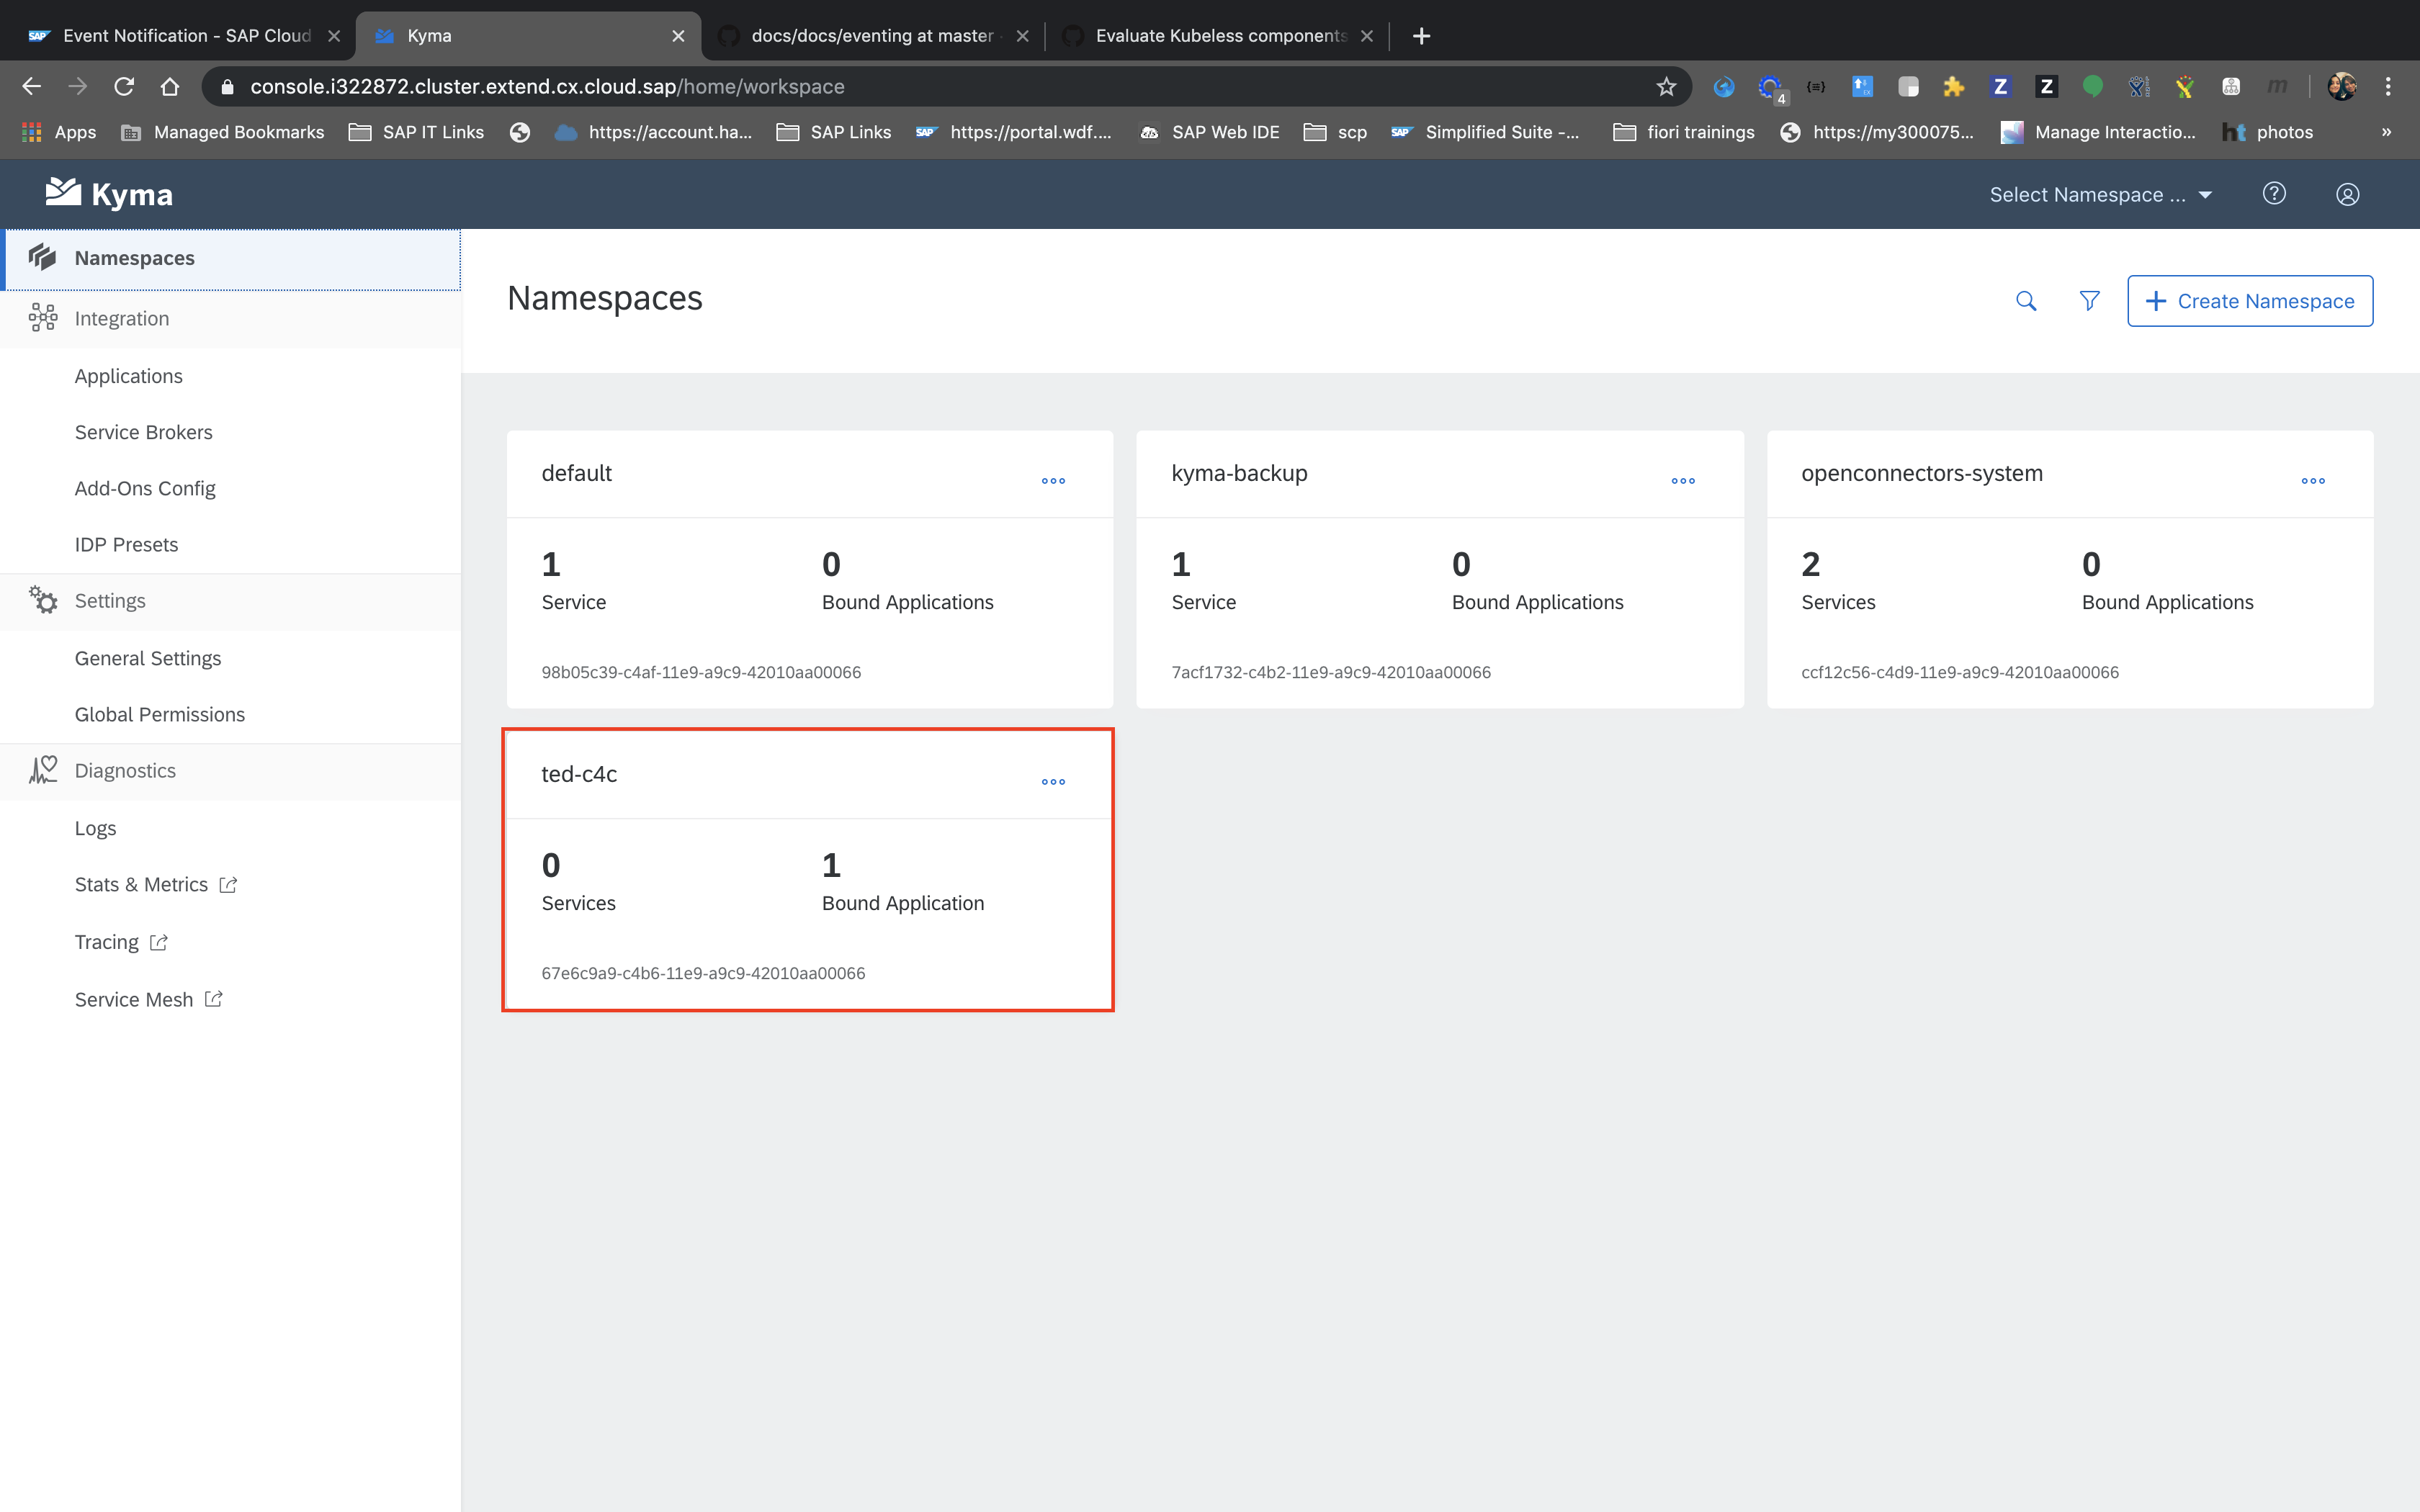 SAP Event Notification - SAP Cloud
Kyma
docs/docs/eventing at master
Evaluate Kubeless components
console.i322872.cluster.extend.cx.cloud.sap/home/workspace
4
Z
Z
m
Apps
Managed Bookmarks
SAP IT Links
https://account.ha...
SAP Links
SAP https://portal.wdf....
SAP Web IDE
scp
SAP Simplified Suite -...
fiori trainings
https://my300075...
Manage Interactio...
ht photos
»
Kyma
Select Namespace ...
?
Namespaces
Integration
Applications
Service Brokers
Add-Ons Config
IDP Presets
Settings
General Settings
Global Permissions
Diagnostics
Logs
Stats & Metrics
Tracing
Service Mesh
Namespaces
+ Create Namespace
default
1
Service
0
Bound Applications
98b05c39-c4af-11e9-a9c9-42010aa00066
kyma-backup
1
Service
0
Bound Applications
7acf1732-c4b2-11e9-a9c9-42010aa00066
openconnectors-system
2
Services
0
Bound Applications
ccf12c56-c4d9-11e9-a9c9-42010aa00066
ted-c4c
0
Services
1
Bound Application
67e6c9a9-c4b6-11e9-a9c9-42010aa00066